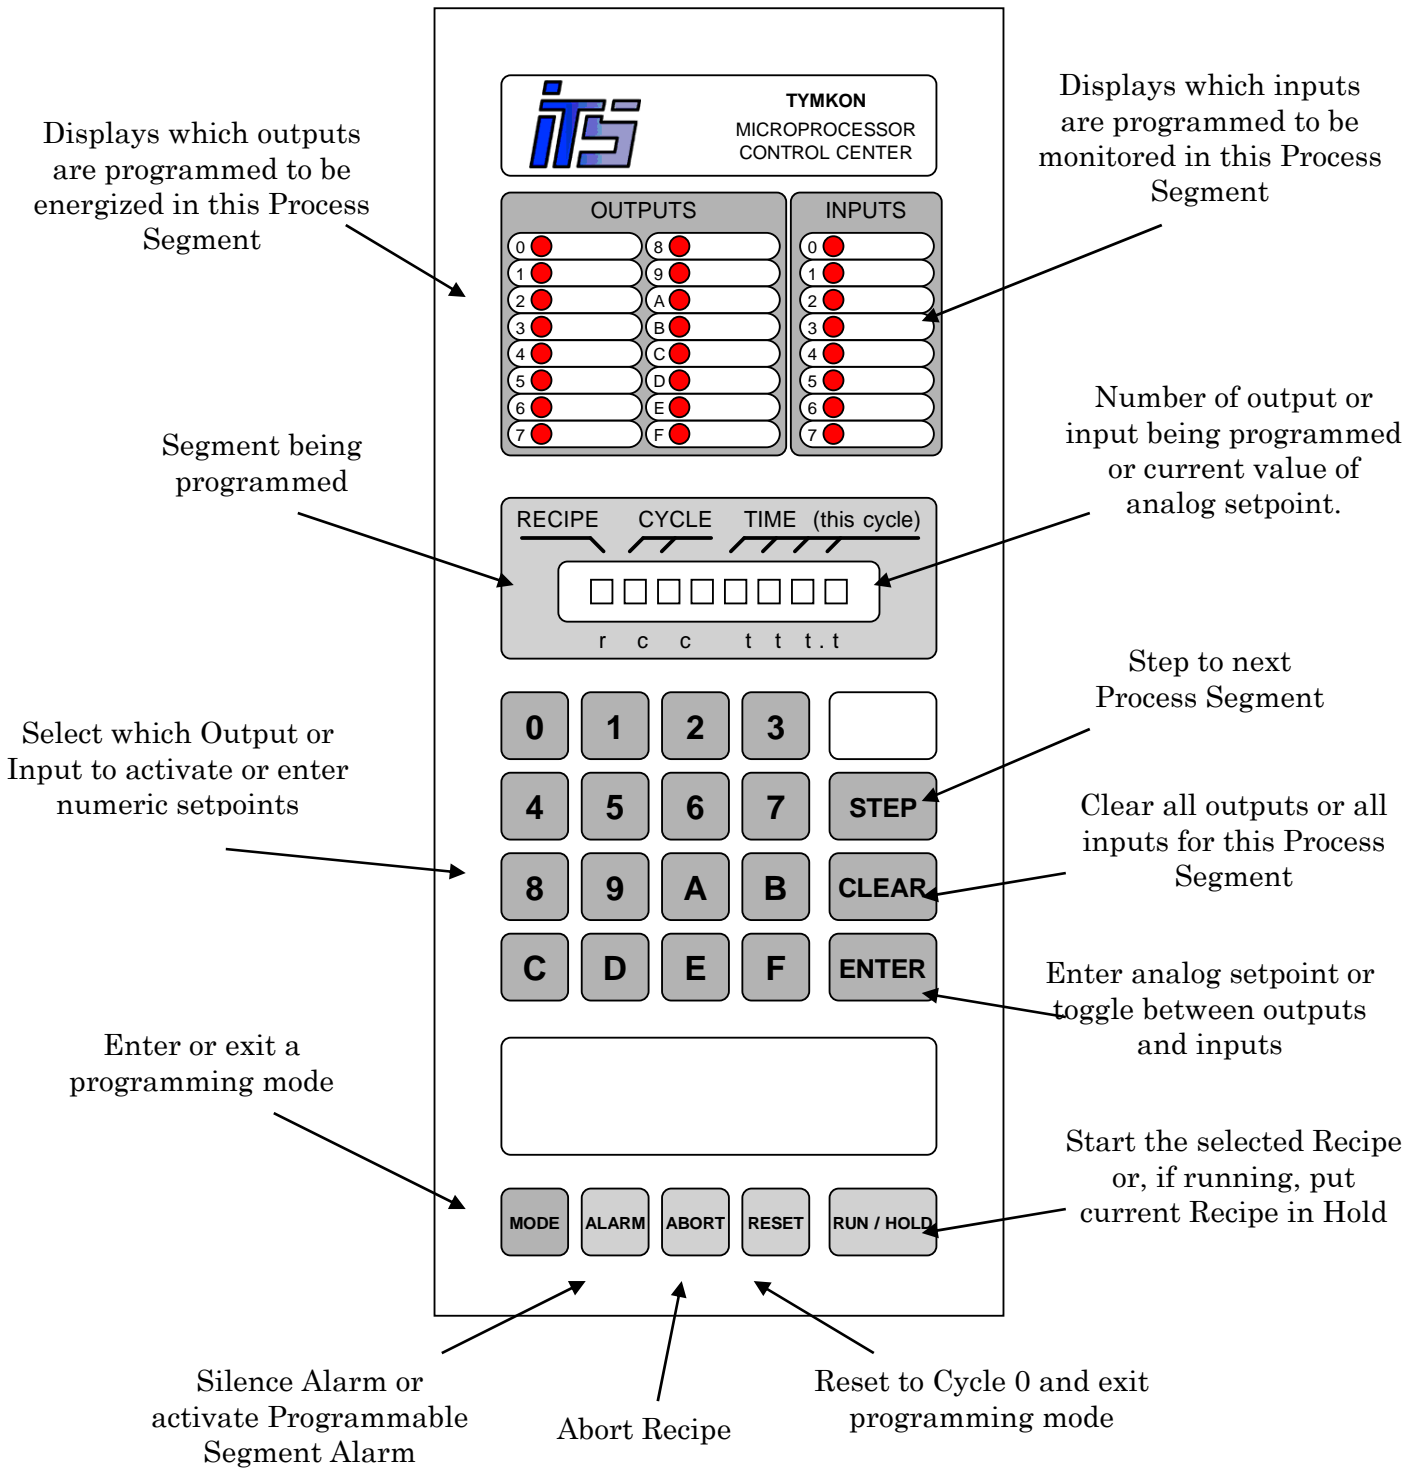 iTS
TYMKON
MICROPROCESSOR
CONTROL CENTER
Displays which outputs
are programmed to be
energized in this Process
Segment
Displays which inputs
are programmed to be
monitored in this Process
Segment
OUTPUTS
INPUTS
0 8 0
1 9 1
2 A 2
3 B 3
4 C 4
5 D 5
6 E 6
7 F 7
Segment being
programmed
Number of output or
input being programmed
or current value of
analog setpoint.
RECIPE CYCLE TIME (this cycle)
r c c t t t . t
Step to next
Process Segment
Select which Output or
Input to activate or enter
numeric setpoints
0 1 2 3
4 5 6 7 STEP
8 9 A B CLEAR
C D E F ENTER
Clear all outputs or all
inputs for this Process
Segment
Enter analog setpoint or
toggle between outputs
and inputs
Enter or exit a
programming mode
Start the selected Recipe
or, if running, put
current Recipe in Hold
MODE ALARM ABORT RESET RUN / HOLD
Silence Alarm or
activate Programmable
Segment Alarm
Abort Recipe
Reset to Cycle 0 and exit
programming mode